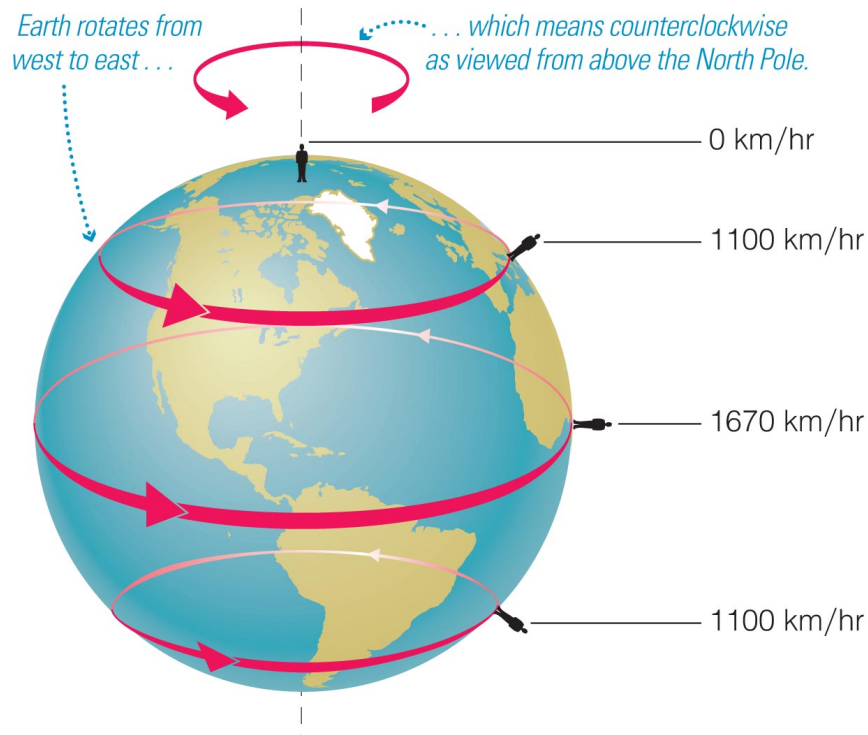 Earth rotates from
west to east . . .
. . . which means counterclockwise
as viewed from above the North Pole.
0 km/hr
1100 km/hr
1670 km/hr
1100 km/hr